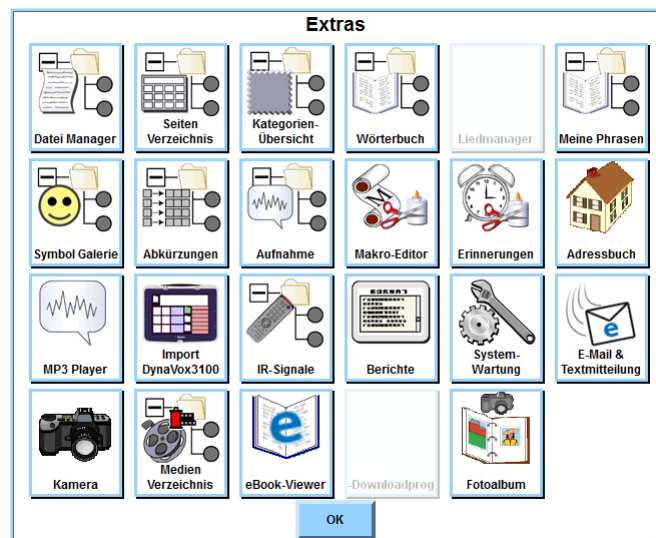 Extras
Datei Manager
Seiten
Verzeichnis
Kategorien-
Übersicht
Wörterbuch
Liedmanager
Meine Phrasen
Symbol Galerie
Abkürzungen
Aufnahme
M
Makro-Editor
Erinnerungen
Adressbuch
MP3 Player
Import
DynaVox3100
IR-Signale
FORMAT
Berichte
System-
Wartung
e
E-Mail &
Textmitteilung
Kamera
Medien
Verzeichnis
e
eBook-Viewer
-Downloadprog
Fotoalbum
OK